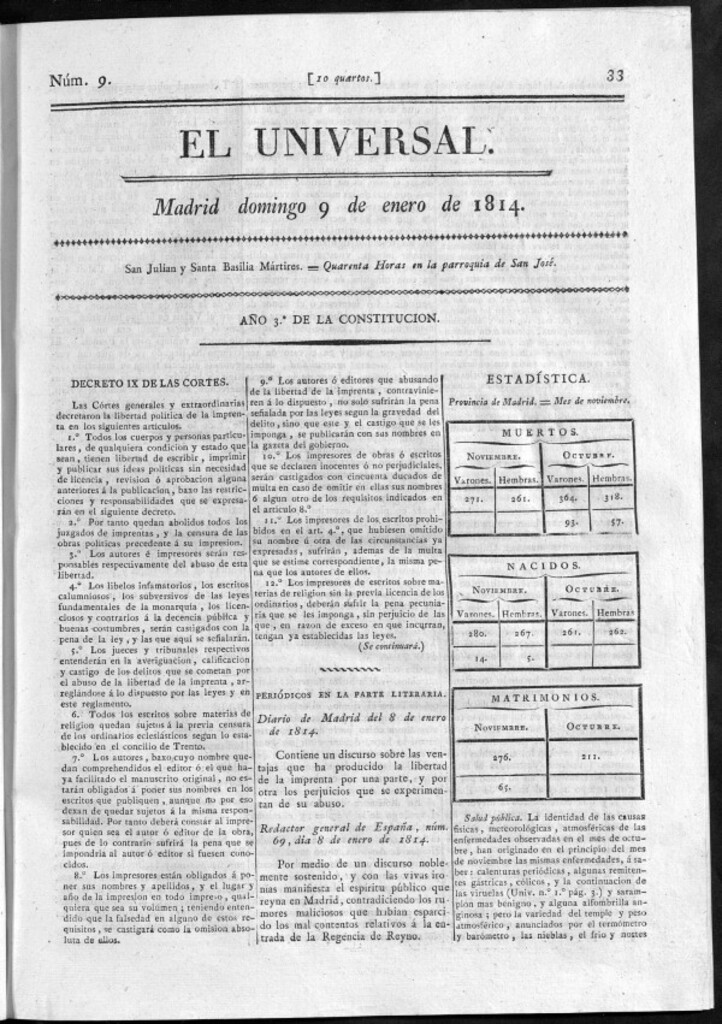 Núm. 9.
[10 quartos.]
33
EL UNIVERSAL.
Madrid domingo 9 de enero de 1814.
San Julian y Santa Basilia Mártires. = Quarenta Horas en la parroquia de San José.
AÑO 3.º DE LA CONSTITUCION.
DECRETO IX DE LAS CORTES.
Las Córtes generales y extraordinarias
decretaron la libertad política de la impren-
ta en los siguientes artículos.
1.º Todos los cuerpos y personas particu-
lares, de qualquiera condicion y estado que
sean, tienen libertad de escribir, imprimir
y publicar sus ideas políticas sin necesidad
de licencia, revision ó aprobacion alguna
anteriores á la publicacion, baxo las restric-
ciones y responsabilidades que se expresa-
rán en el siguiente decreto.
2.º Por tanto quedan abolidos todos los
juzgados de imprentas, y la censura de las
obras políticas precedente á su impresion.
3.º Los autores é impresores serán res-
ponsables respectivamente del abuso de esta
libertad.
4.º Los libelos infamatorios, los escritos
calumniosos, los subversivos de las leyes
fundamentales de la monarquía, los licen-
ciosos y contrarios á la decencia pública y
buenas costumbres, serán castigados con la
pena de la ley, y las que aquí se señalarán.
5.º Los jueces y tribunales respectivos
entenderán en la averiguacion, calificacion
y castigo de los delitos que se cometan por
el abuso de la libertad de la imprenta, ar-
reglándose á lo dispuesto por las leyes y en
este reglamento.
6. Todos los escritos sobre materias de
religion quedan sujetos á la previa censura
de los ordinarios eclesiásticos segun lo es-
tablecido en el concilio de Trento.
7.º Los autores, baxo cuyo nombre que-
dan comprehendidos el editor ó el que ha-
ya facilitado el manuscrito original, no es-
tarán obligados á poner sus nombres en los
escritos que publiquen, aunque no por eso
dexan de quedar sujetos á la misma respon-
sabilidad. Por tanto deberá constar al impre-
sor quien sea el autor ó editor de la obra,
pues de lo contrario sufrirá la pena que se
impondria al autor ó editor si fuesen cono-
cidos.
8.º Los impresores están obligados á po-
ner sus nombres y apellidos, y el lugar y
año de la impresion en todo impreso, qual-
quiera que sea su volúmen; teniendo enten-
dido que la falsedad en alguno de estos re-
quisitos, se castigará como la omision abso-
luta de ellos.
9.º Los autores ó editores que abusando
de la libertad de la imprenta, contravinie-
ren á lo dispuesto, no solo sufrirán la pena
señalada por las leyes segun la gravedad del
delito, sino que este y el castigo que se les
imponga, se publicarán con sus nombres en
la gazeta del gobierno.
10.º Los impresores de obras ó escritos
que se declaren inocentes ó no perjudiciales,
serán castigados con cincuenta ducados de
multa en caso de omitir en ellas sus nombres
ó algun otro de los requisitos indicados en
el artículo 8.º
11.º Los impresores de los escritos prohi-
bidos en el art. 4.º, que hubiesen omitido
su nombre ú otra de las circunstancias ya
expresadas, sufrirán, ademas de la multa
que se estime correspondiente, la misma pe-
na que los autores de ellos.
12.º Los impresores de escritos sobre ma-
terias de religion sin la previa licencia de los
ordinarios, deberán sufrir la pena pecunia-
ria que se les imponga, sin perjuicio de las
que, en razon de exceso en que incurran,
tengan ya establecidas las leyes.
(Se continuará.)
PERIÓDICOS EN LA PARTE LITERARIA.
Diario de Madrid del 8 de enero
de 1814.
Contiene un discurso sobre las ven-
tajas que ha producido la libertad
de la imprenta por una parte, y por
otra los perjuicios que se experimen-
tan de su abuso.
Redactor general de España, núm.
69, dia 8 de enero de 1814.
Por medio de un discurso noble-
mente sostenido, y con las vivas iro-
nias manifiesta el espíritu público que
reyna en Madrid, contradiciendo los ru-
mores maliciosos que habian esparci-
do los mal contentos relativos á la en-
trada de la Regencia de Reyno.
ESTADÍSTICA.
Provincia de Madrid. = Mes de noviembre.
MUERTOS.
NOVIEMBRE. OCTUBRE.
Varones. Hembras. Varones. Hembras.
271. 261. 364. 318.
93. 57.
NACIDOS.
NOVIEMBRE. OCTUBRE.
Varones. Hembras. Varones. Hembras
280. 267. 261. 262.
14. 5.
MATRIMONIOS.
NOVIEMBRE. OCTUBRE.
276. 211.
65.
Salud pública. La identidad de las causas
físicas, meteorológicas, atmosféricas de las
enfermedades observadas en el mes de octu-
bre, han originado en el principio del mes
de noviembre las mismas enfermedades, á sa-
ber: calenturas periódicas, algunas remiten-
tes gástricas, cólicos, y la continuacion de
las viruelas (Univ. n.º 1.º pág. 3.) y saram-
pion mas benigno, y alguna alfombrilla an-
ginosa; pero la variedad del temple y peso
atmosférico, anunciados por el termómetro
y barómetro, las nieblas, el frio y nortes